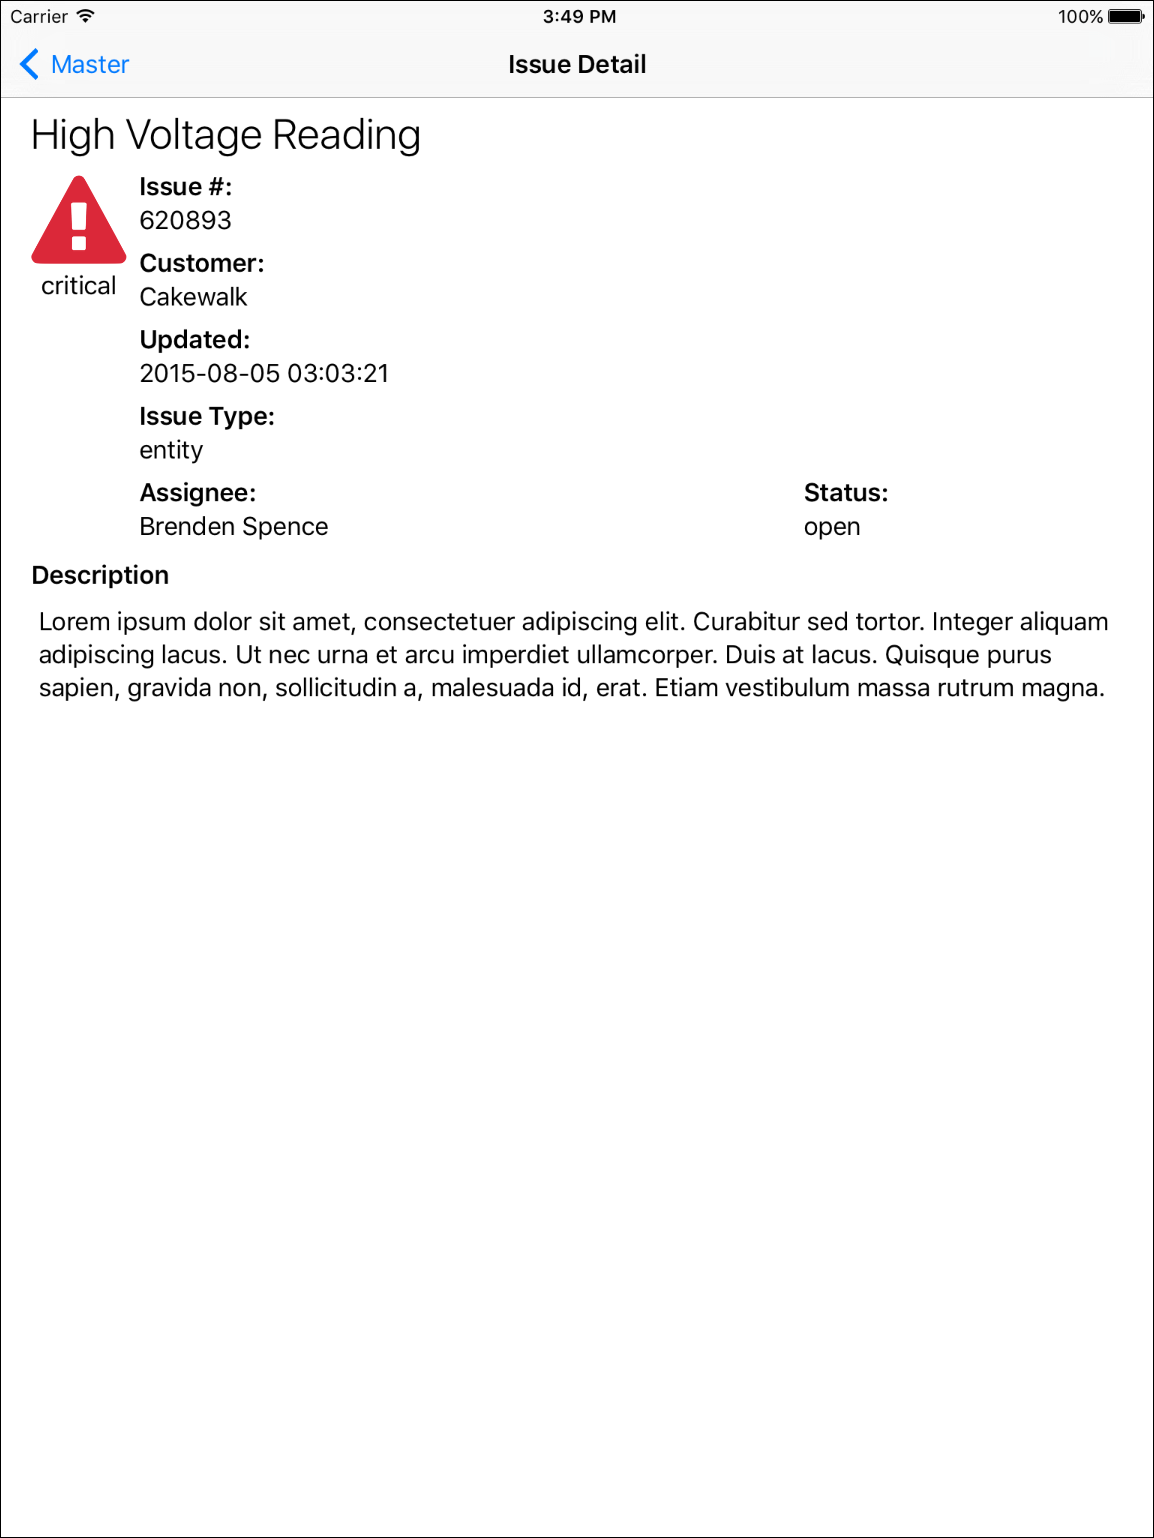 Carrier 3:49 PM 100%
Master Issue Detail
High Voltage Reading
critical
Issue #:
620893
Customer:
Cakewalk
Updated:
2015-08-05 03:03:21
Issue Type:
entity
Assignee:
Brenden Spence
Status:
open
Description
Lorem ipsum dolor sit amet, consectetuer adipiscing elit. Curabitur sed tortor. Integer aliquam
adipiscing lacus. Ut nec urna et arcu imperdiet ullamcorper. Duis at lacus. Quisque purus
sapien, gravida non, sollicitudin a, malesuada id, erat. Etiam vestibulum massa rutrum magna.